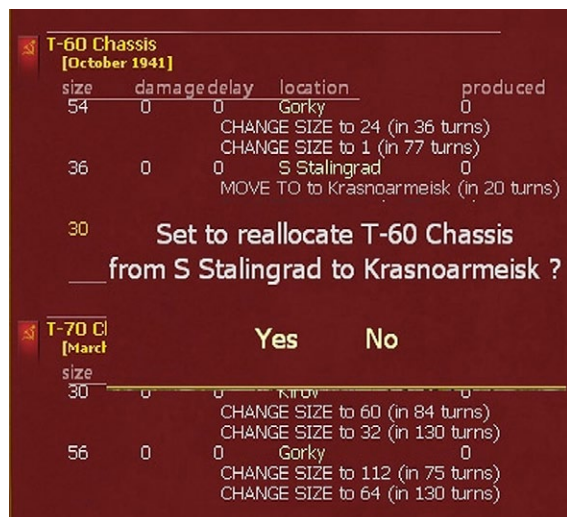 T-60 Chassis
[October 1941]
size damage delay location produced
54 0 0 Gorky 0
CHANGE SIZE to 24 (in 36 turns)
CHANGE SIZE to 1 (in 77 turns)
36 0 0 S Stalingrad 0
MOVE TO to Krasnoarmeisk (in 20 turns)
30
Set to reallocate T-60 Chassis
from S Stalingrad to Krasnoarmeisk ?
Yes No
T-70 Cl
[March
size
30 0 0 Kirov 0
CHANGE SIZE to 60 (in 84 turns)
CHANGE SIZE to 32 (in 130 turns)
56 0 0 Gorky 0
CHANGE SIZE to 112 (in 75 turns)
CHANGE SIZE to 64 (in 130 turns)